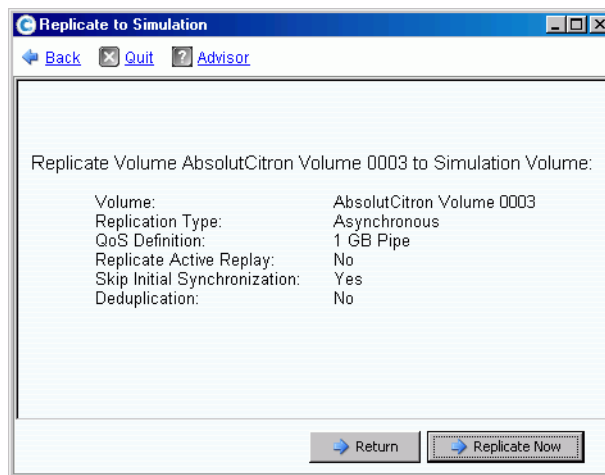 Replicate to Simulation
Back Quit ? Advisor
Replicate Volume AbsolutCitron Volume 0003 to Simulation Volume:
Volume: AbsolutCitron Volume 0003
Replication Type: Asynchronous
QoS Definition: 1 GB Pipe
Replicate Active Replay: No
Skip Initial Synchronization: Yes
Deduplication: No
Return Replicate Now